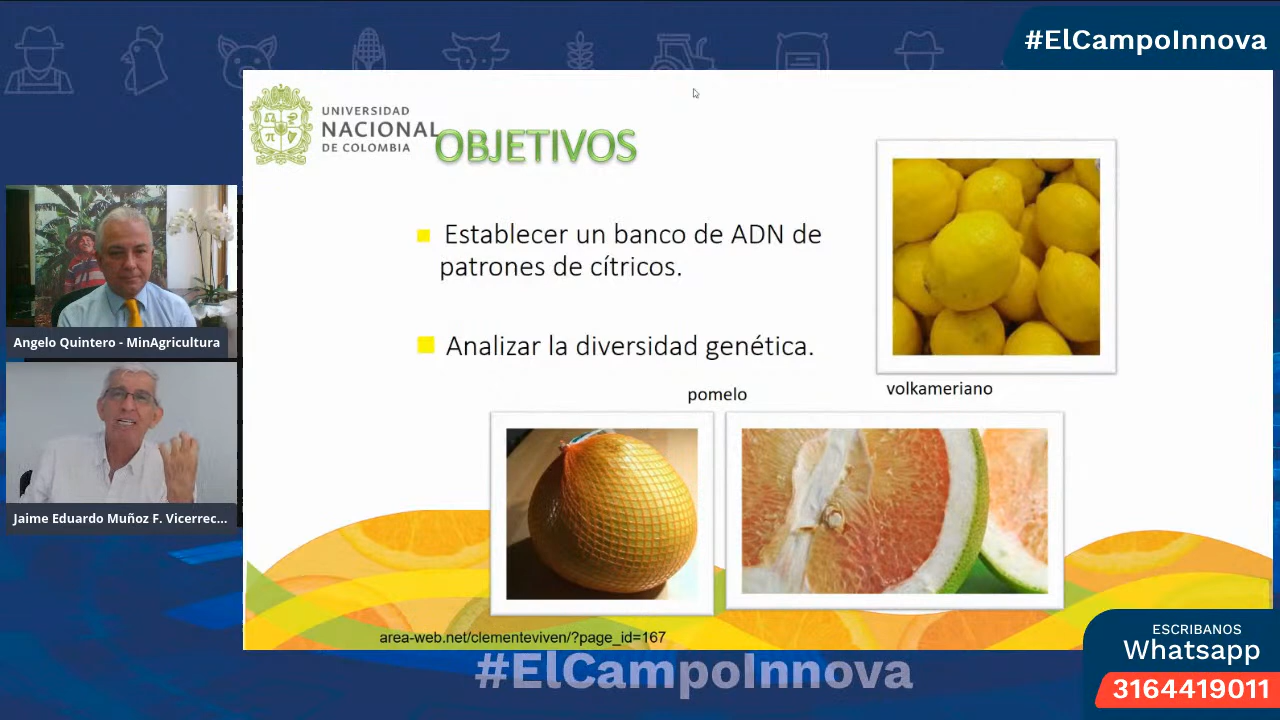 #ElCampoInnova
UNIVERSIDAD
NACIONAL
DE COLOMBIA
OBJETIVOS
Establecer un banco de ADN de
patrones de cítricos.
Analizar la diversidad genética.
pomelo
volkameriano
Angelo Quintero - MinAgricultura
Jaime Eduardo Muñoz F. Vicerrec...
area-web.net/clementeviven/?page_id=167
#ElCampoInnova
ESCRIBANOS
Whatsapp
3164419011